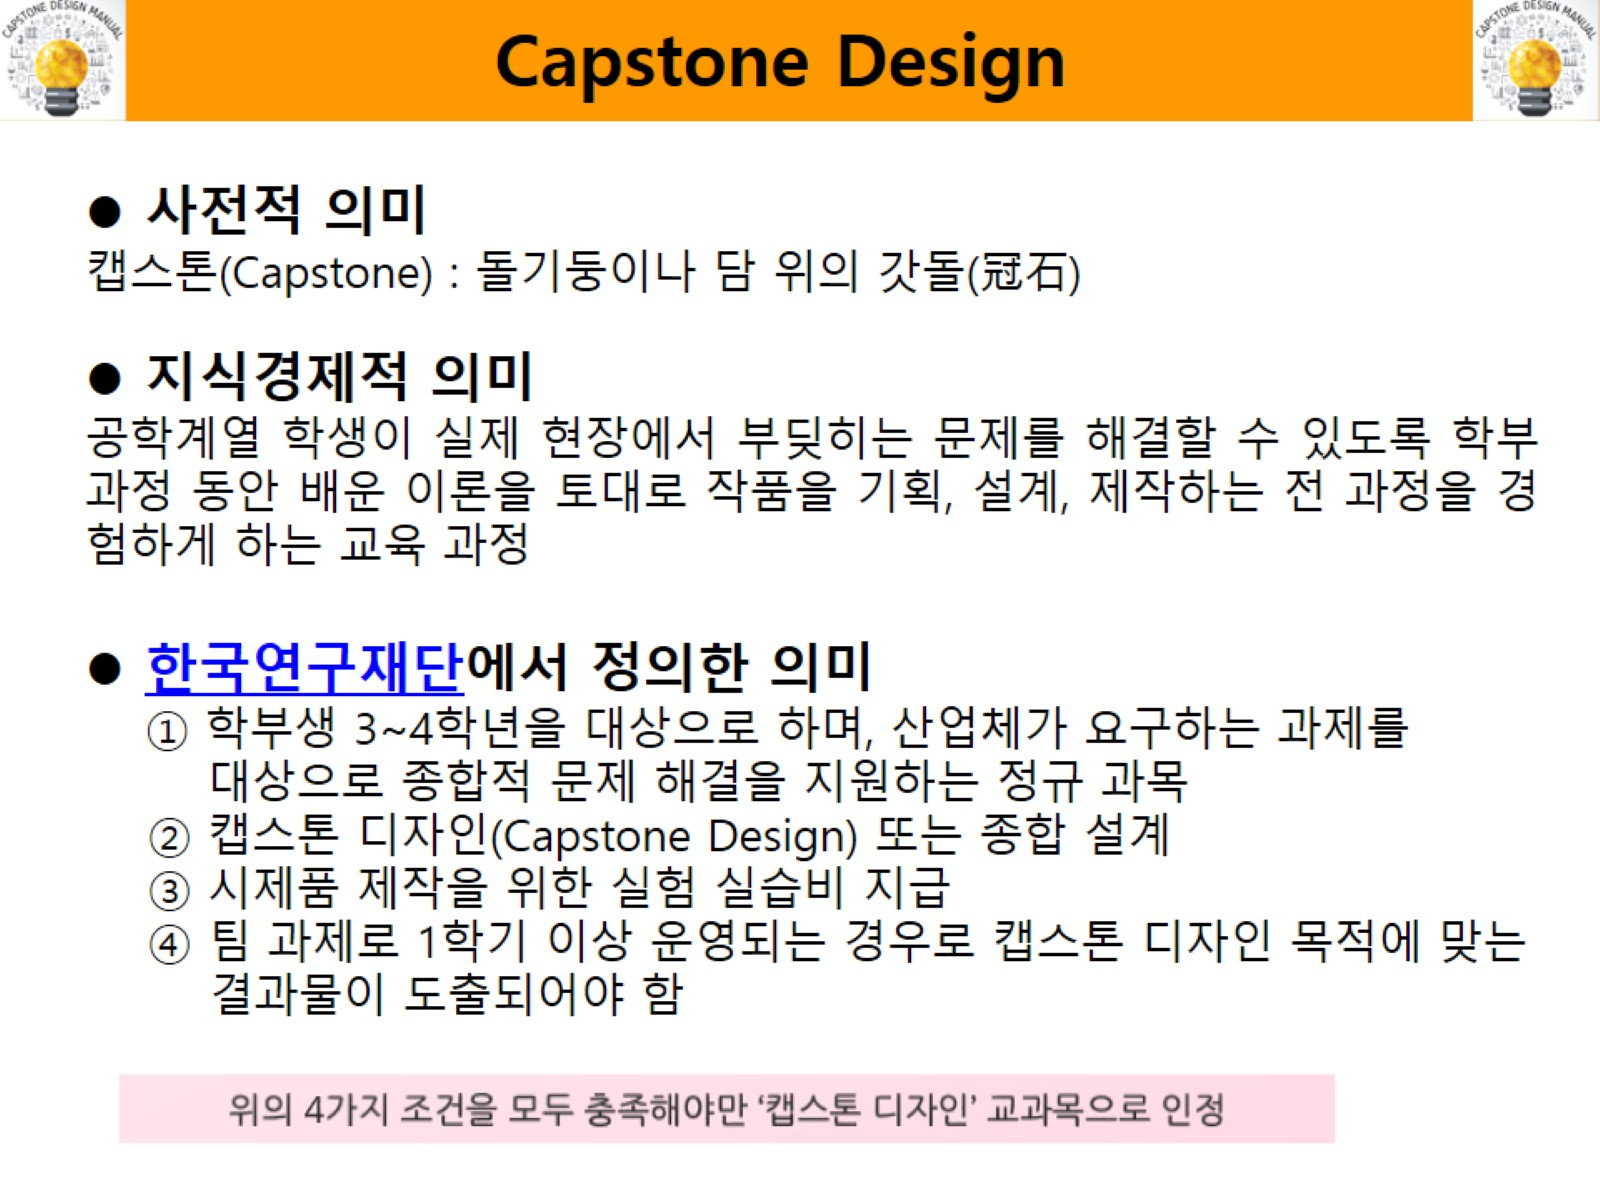 CAPSTONE DESIGN MANUAL
Capstone Design
CAPSTONE DESIGN MANUAL
● 사전적 의미
캡스톤(Capstone) : 돌기둥이나 담 위의 갓돌(冠石)
● 지식경제적 의미
공학계열 학생이 실제 현장에서 부딪히는 문제를 해결할 수 있도록 학부
과정 동안 배운 이론을 토대로 작품을 기획, 설계, 제작하는 전 과정을 경
험하게 하는 교육 과정
● 한국연구재단에서 정의한 의미
① 학부생 3~4학년을 대상으로 하며, 산업체가 요구하는 과제를
대상으로 종합적 문제 해결을 지원하는 정규 과목
② 캡스톤 디자인(Capstone Design) 또는 종합 설계
③ 시제품 제작을 위한 실험 실습비 지급
④ 팀 과제로 1학기 이상 운영되는 경우로 캡스톤 디자인 목적에 맞는
결과물이 도출되어야 함
위의 4가지 조건을 모두 충족해야만 ‘캡스톤 디자인’ 교과목으로 인정